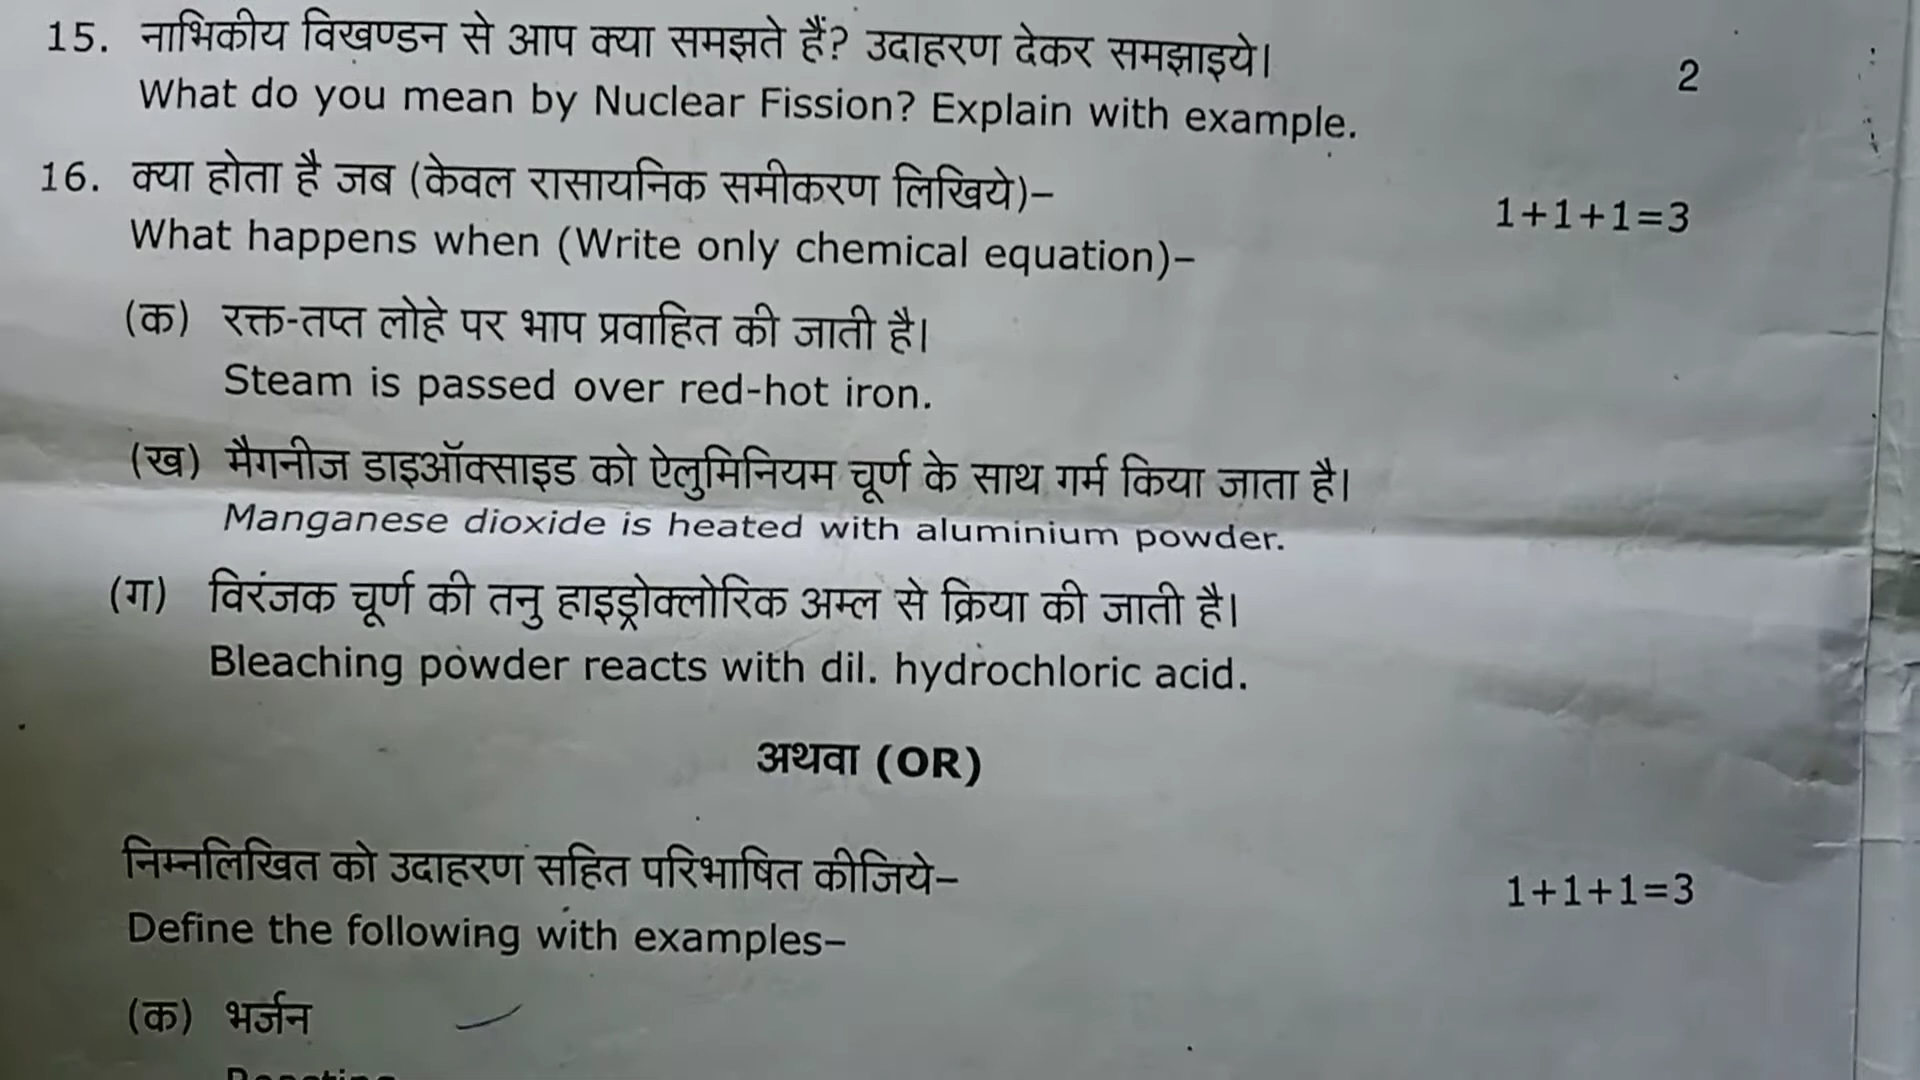 15. नाभिकीय विखण्डन से आप क्या समझते हैं? उदाहरण देकर समझाइये। 2
What do you mean by Nuclear Fission? Explain with example.
16. क्या होता है जब (केवल रासायनिक समीकरण लिखिये)– 1+1+1=3
What happens when (Write only chemical equation)–
(क) रक्त-तप्त लोहे पर भाप प्रवाहित की जाती है।
Steam is passed over red-hot iron.
(ख) मैगनीज डाइऑक्साइड को ऐलुमिनियम चूर्ण के साथ गर्म किया जाता है।
Manganese dioxide is heated with aluminium powder.
(ग) विरंजक चूर्ण की तनु हाइड्रोक्लोरिक अम्ल से क्रिया की जाती है।
Bleaching powder reacts with dil. hydrochloric acid.
अथवा (OR)
निम्नलिखित को उदाहरण सहित परिभाषित कीजिये– 1+1+1=3
Define the following with examples–
(क) भर्जन